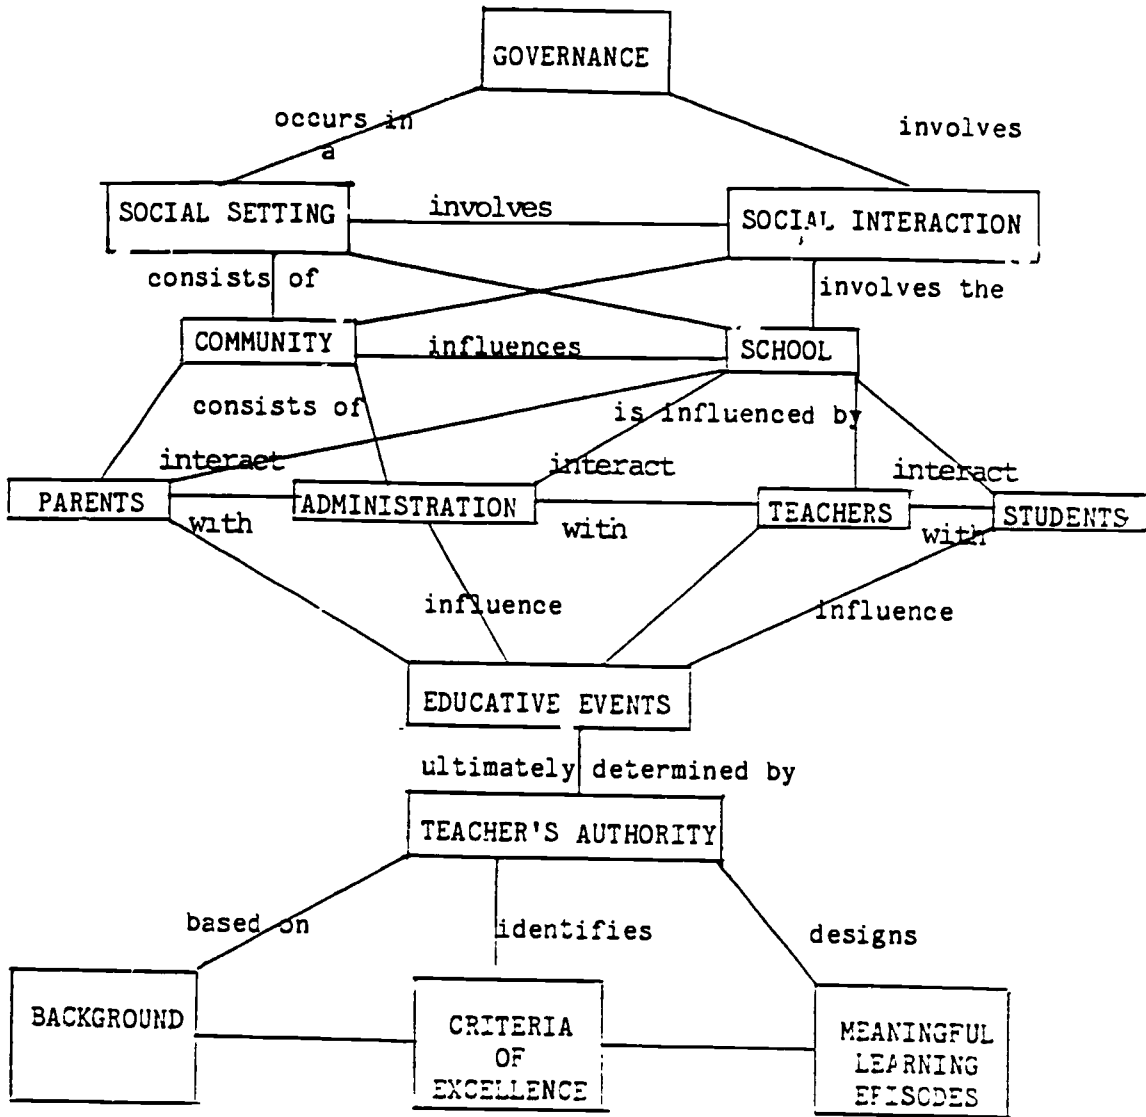 GOVERNANCE
occurs in
a
involves
SOCIAL SETTING
involves
SOCIAL INTERACTION
consists of
involves the
COMMUNITY
influences
SCHOOL
consists of
is influenced by
interact
interact
interact
PARENTS
ADMINISTRATION
TEACHERS
STUDENTS
with
with
with
influence
influence
EDUCATIVE EVENTS
ultimately determined by
TEACHER'S AUTHORITY
based on
identifies
designs
BACKGROUND
CRITERIA
OF
EXCELLENCE
MEANINGFUL
LEARNING
EPISODES